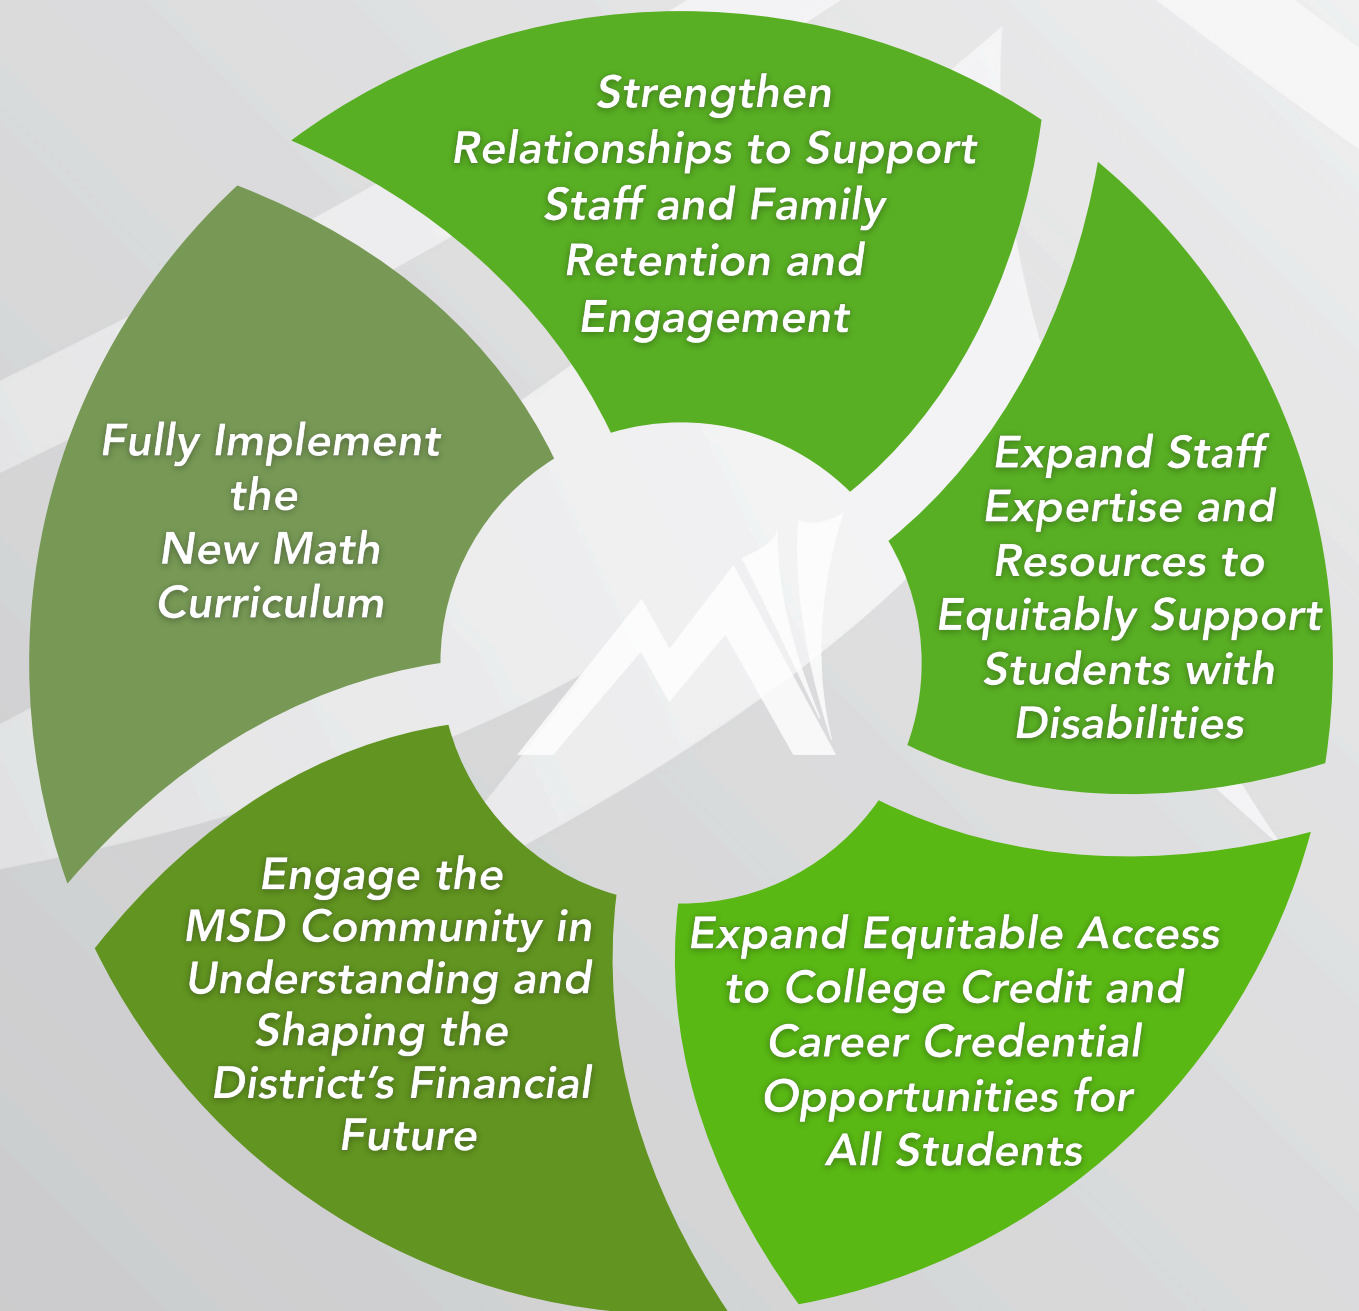 Strengthen
Relationships to Support
Staff and Family
Retention and
Engagement
Expand Staff
Expertise and
Resources to
Equitably Support
Students with
Disabilities
Expand Equitable Access
to College Credit and
Career Credential
Opportunities for
All Students
Engage the
MSD Community in
Understanding and
Shaping the
District’s Financial
Future
Fully Implement
the
New Math
Curriculum